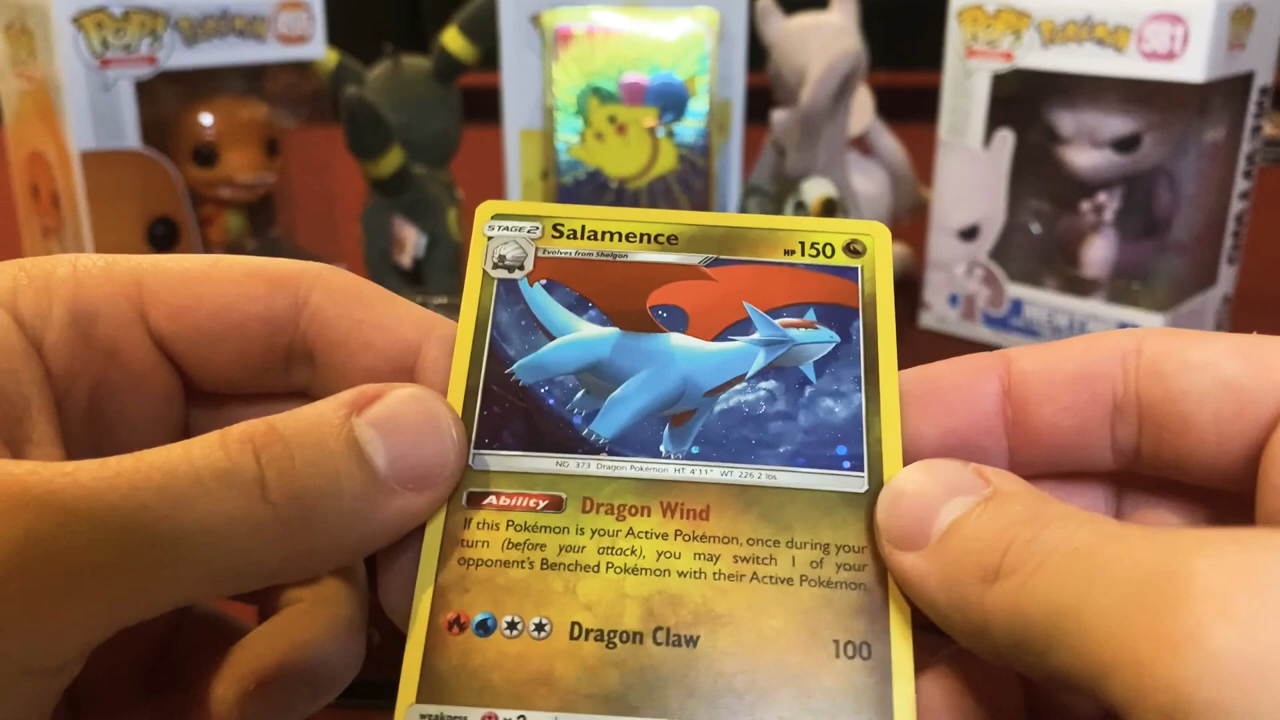 POP!
Pokémon
POP!
Pokémon
581
STAGE 2
Salamence
HP 150
Evolves from Shelgon
NO. 373 Dragon Pokémon HT: 4'11" WT: 226.2 lbs
Ability Dragon Wind
If this Pokémon is your Active Pokémon, once during your
turn (before your attack), you may switch 1 of your
opponent's Benched Pokémon with their Active Pokémon.
Dragon Claw 100
weakness